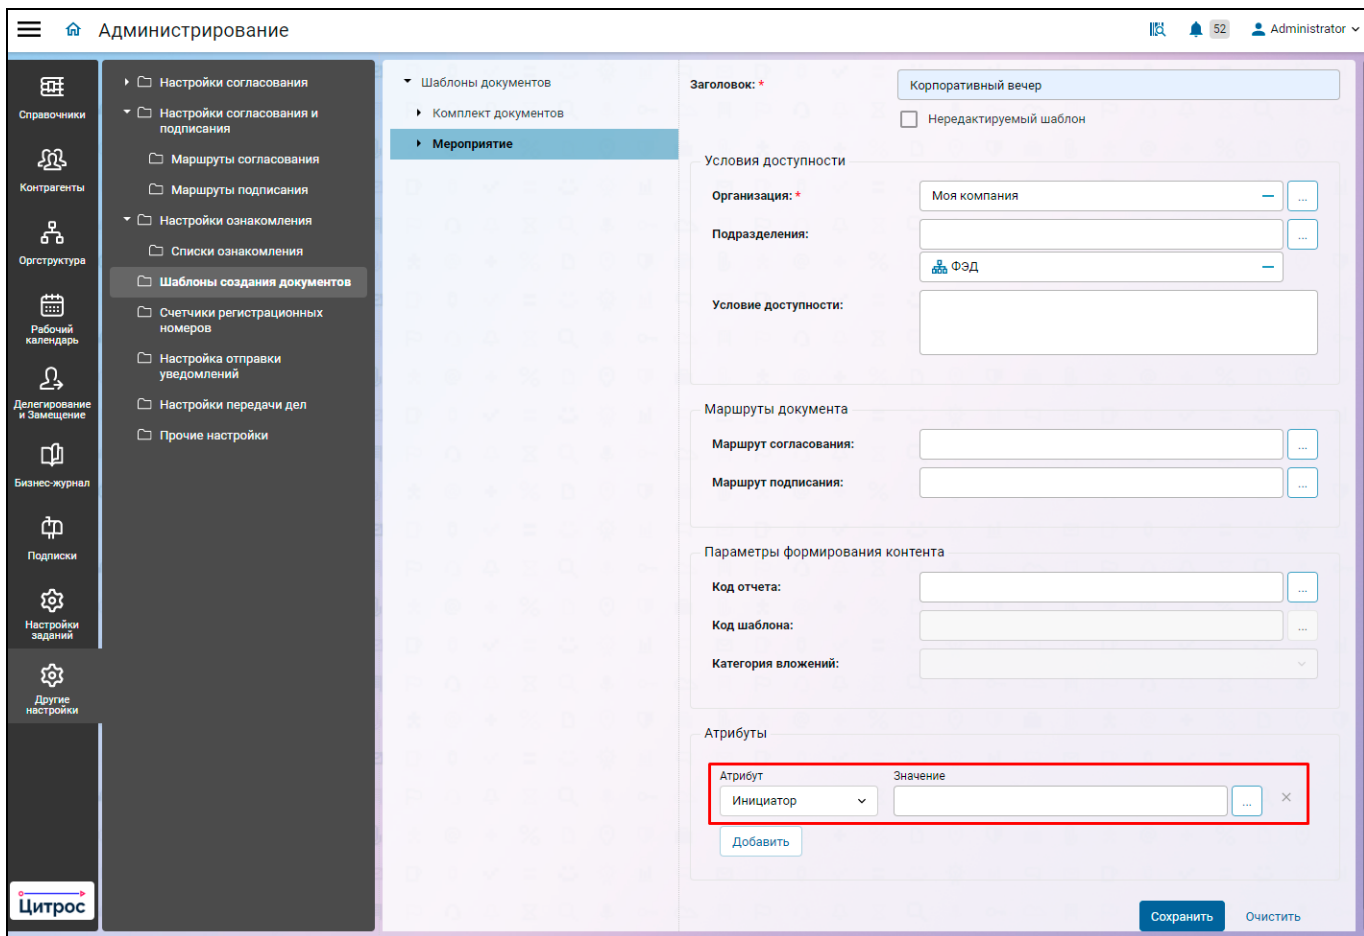 Администрирование
52
Administrator
Справочники
Контрагенты
Оргструктура
Рабочий
календарь
Делегирование
и Замещение
Бизнес-журнал
Подписки
Настройки
заданий
Другие
настройки
Цитрос
Настройки согласования
Настройки согласования и
подписания
Маршруты согласования
Маршруты подписания
Настройки ознакомления
Списки ознакомления
Шаблоны создания документов
Счетчики регистрационных
номеров
Настройка отправки
уведомлений
Настройки передачи дел
Прочие настройки
Шаблоны документов
Комплект документов
Мероприятие
Заголовок: * Корпоративный вечер
Нередактируемый шаблон
Условия доступности
Организация: * Моя компания ...
Подразделения: ...
ФЭД
Условие доступности:
Маршруты документа
Маршрут согласования: ...
Маршрут подписания: ...
Параметры формирования контента
Код отчета: ...
Код шаблона: ...
Категория вложений:
Атрибуты
Атрибут Значение
Инициатор ...
Добавить
Сохранить Очистить